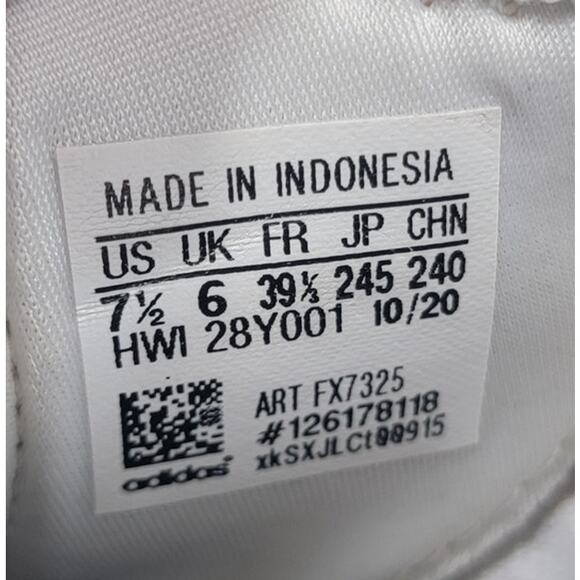 MADE IN INDONESIA
US UK FR JP CHN
7½ 6 39⅓ 245 240
HWI 28Y001 10/20
ART FX7325
#126178118
xkSXJLCt00915
adidas